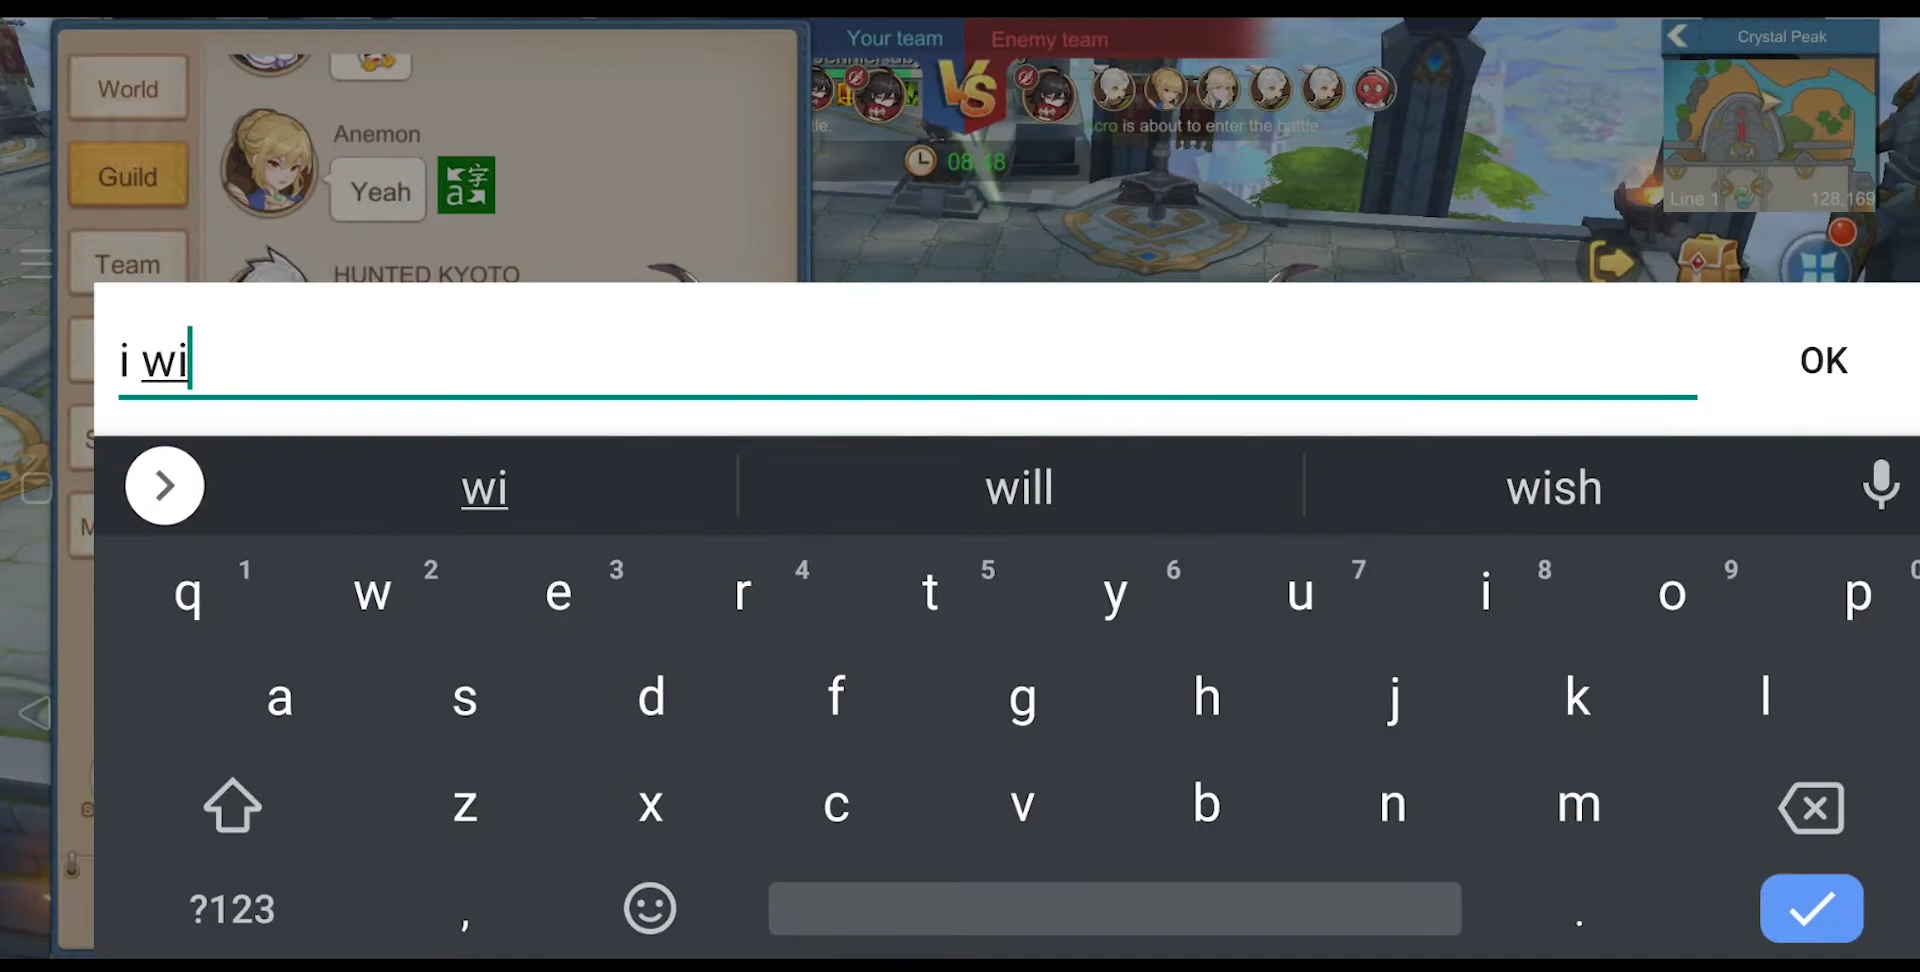 Your team
Enemy team
Crystal Peak
World
VS
Anemon
is about to enter the battle.
Guild
Yeah
08:48
Line 1
128,169
Team
HUNTED KYOTO
i wi
OK
wi
will
wish
q 1 w 2 e 3 r 4 t 5 y 6 u 7 i 8 o 9 p 0
a s d f g h j k l
z x c v b n m
?123 , .